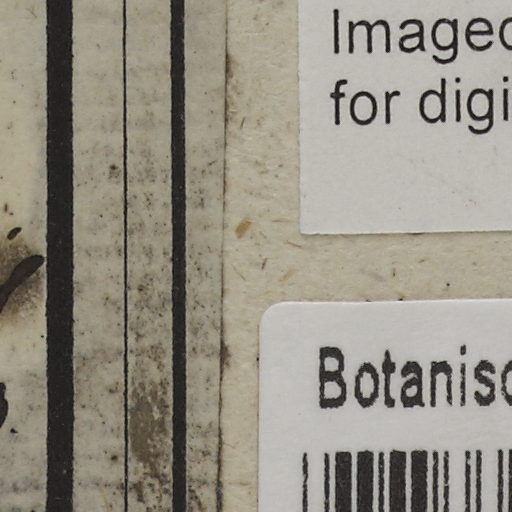 Imaged
for digi
Botanisc